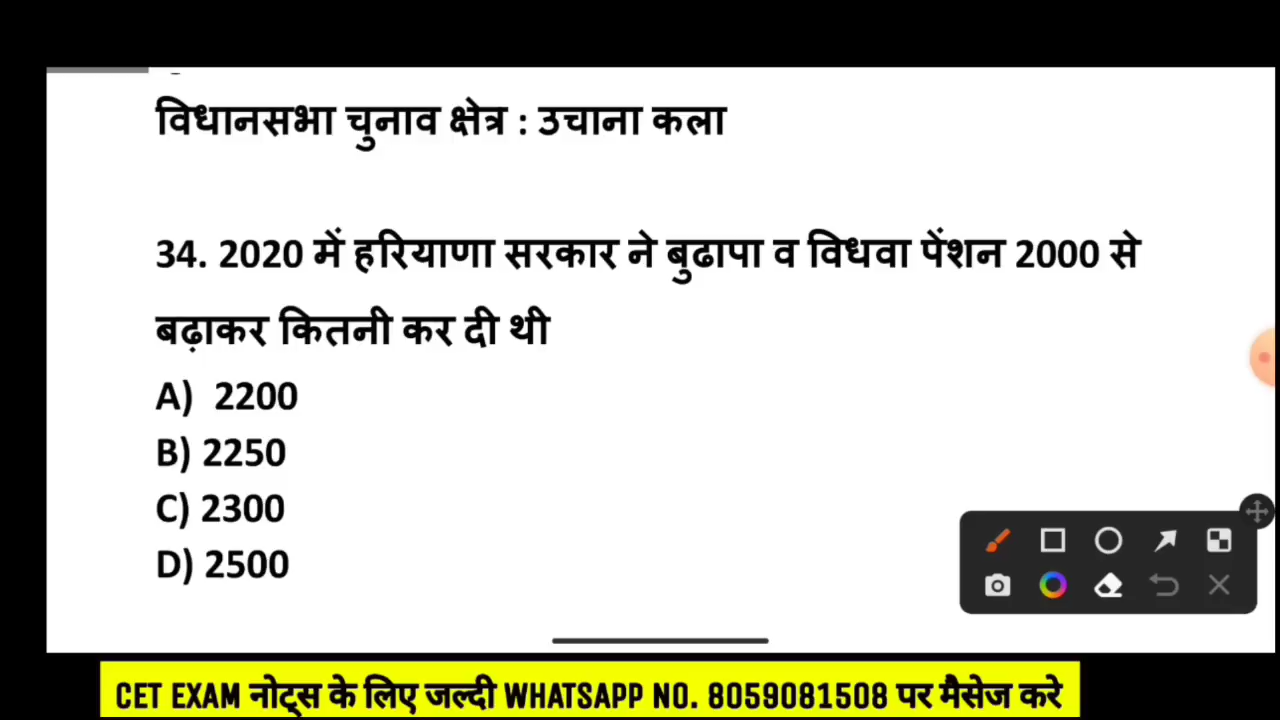 विधानसभा चुनाव क्षेत्र : उचाना कला
34. 2020 में हरियाणा सरकार ने बुढापा व विधवा पेंशन 2000 से
बढ़ाकर कितनी कर दी थी
A) 2200
B) 2250
C) 2300
D) 2500
CET EXAM नोट्स के लिए जल्दी WHATSAPP NO. 8059081508 पर मैसेज करे